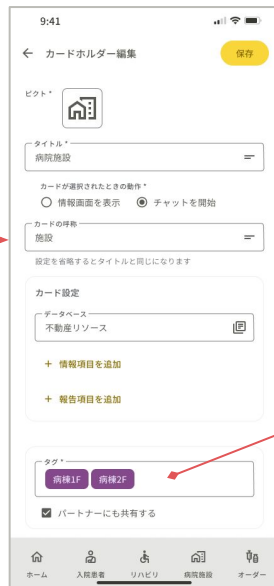 9:41
カードホルダー編集
保存
ピクト*
タイトル*
病院施設
カードが選択されたときの動作*
情報画面を表示 チャットを開始
カードの呼称
施設
設定を省略するとタイトルと同じになります
カード設定
データベース
不動産リソース
+ 情報項目を追加
+ 報告項目を追加
タグ*
病棟1F 病棟2F
パートナーにも共有する
ホーム 入院患者 リハビリ 病院施設 オーダー